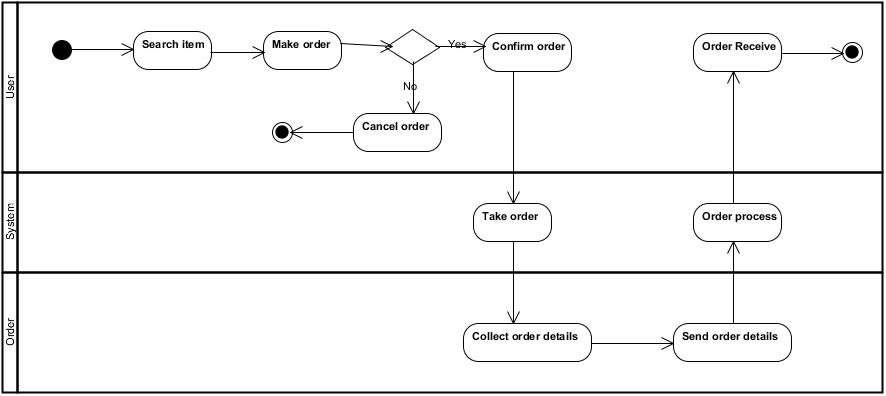 User
Search item
Make order
Yes
Confirm order
Order Receive
No
Cancel order
System
Take order
Order process
Order
Collect order details
Send order details